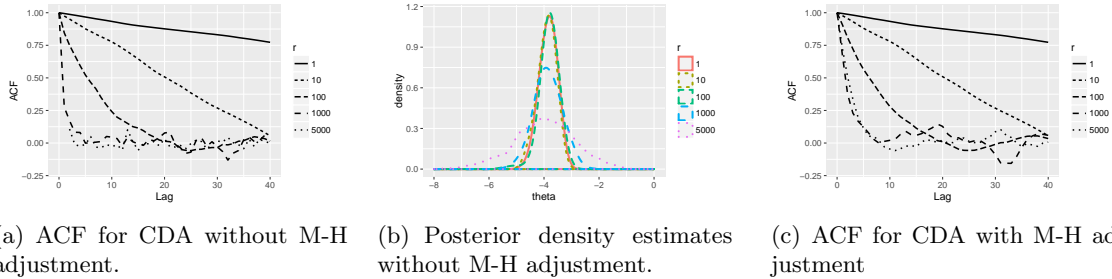 1.00
0.75
0.50
0.25
0.00
−0.25
ACF
0 10 20 30 40
Lag
r
1
10
100
1000
5000
1.2
0.9
0.6
0.3
0.0
density
−8 −6 −4 −2 0
theta
r
1
10
100
1000
5000
1.00
0.75
0.50
0.25
0.00
−0.25
ACF
0 10 20 30 40
Lag
r
1
10
100
1000
5000
a) ACF for CDA without M-H
adjustment.
(b) Posterior density estimates
without M-H adjustment.
(c) ACF for CDA with M-H ad
justment